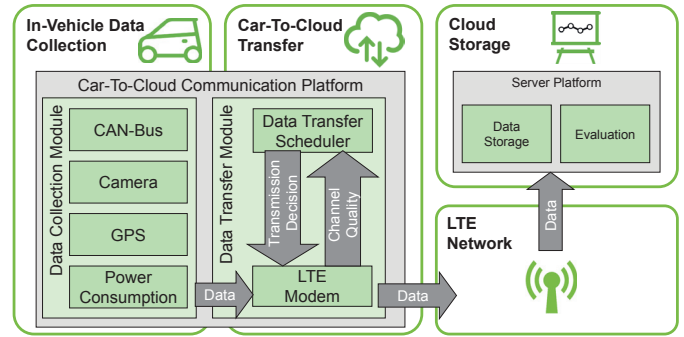 In-Vehicle Data
Collection
Car-To-Cloud
Transfer
Cloud
Storage
Car-To-Cloud Communication Platform
Data Collection Module
CAN-Bus
Camera
GPS
Power
Consumption
Data
Data Transfer Module
Data Transfer
Scheduler
Transmission
Decision
Channel
Quality
LTE
Modem
Data
Server Platform
Data
Storage
Evaluation
Data
LTE
Network